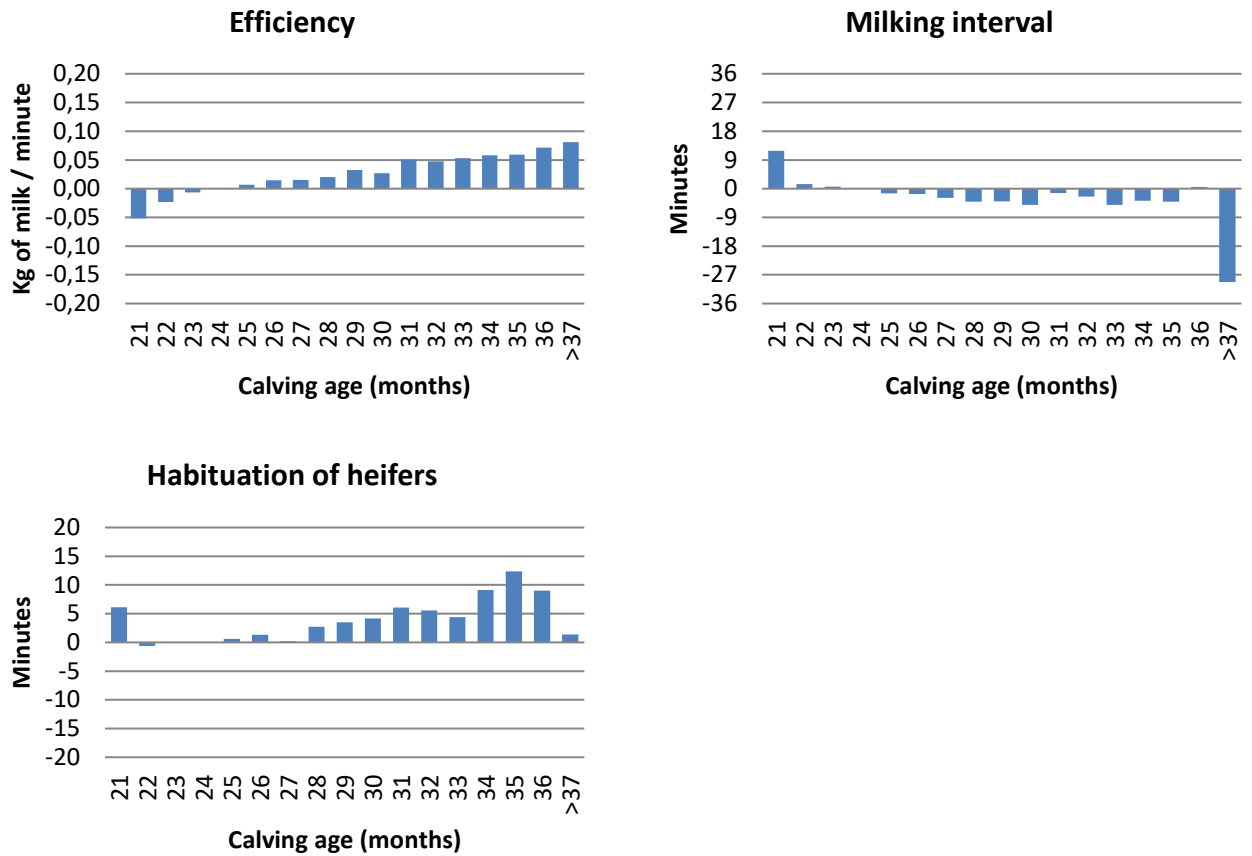 Efficiency
Kg of milk / minute
0,20
0,15
0,10
0,05
0,00
-0,05
-0,10
-0,15
-0,20
21 22 23 24 25 26 27 28 29 30 31 32 33 34 35 36 >37
Calving age (months)
Milking interval
Minutes
36
27
18
9
0
-9
-18
-27
-36
21 22 23 24 25 26 27 28 29 30 31 32 33 34 35 36 >37
Calving age (months)
Habituation of heifers
Minutes
20
15
10
5
0
-5
-10
-15
-20
21 22 23 24 25 26 27 28 29 30 31 32 33 34 35 36 >37
Calving age (months)